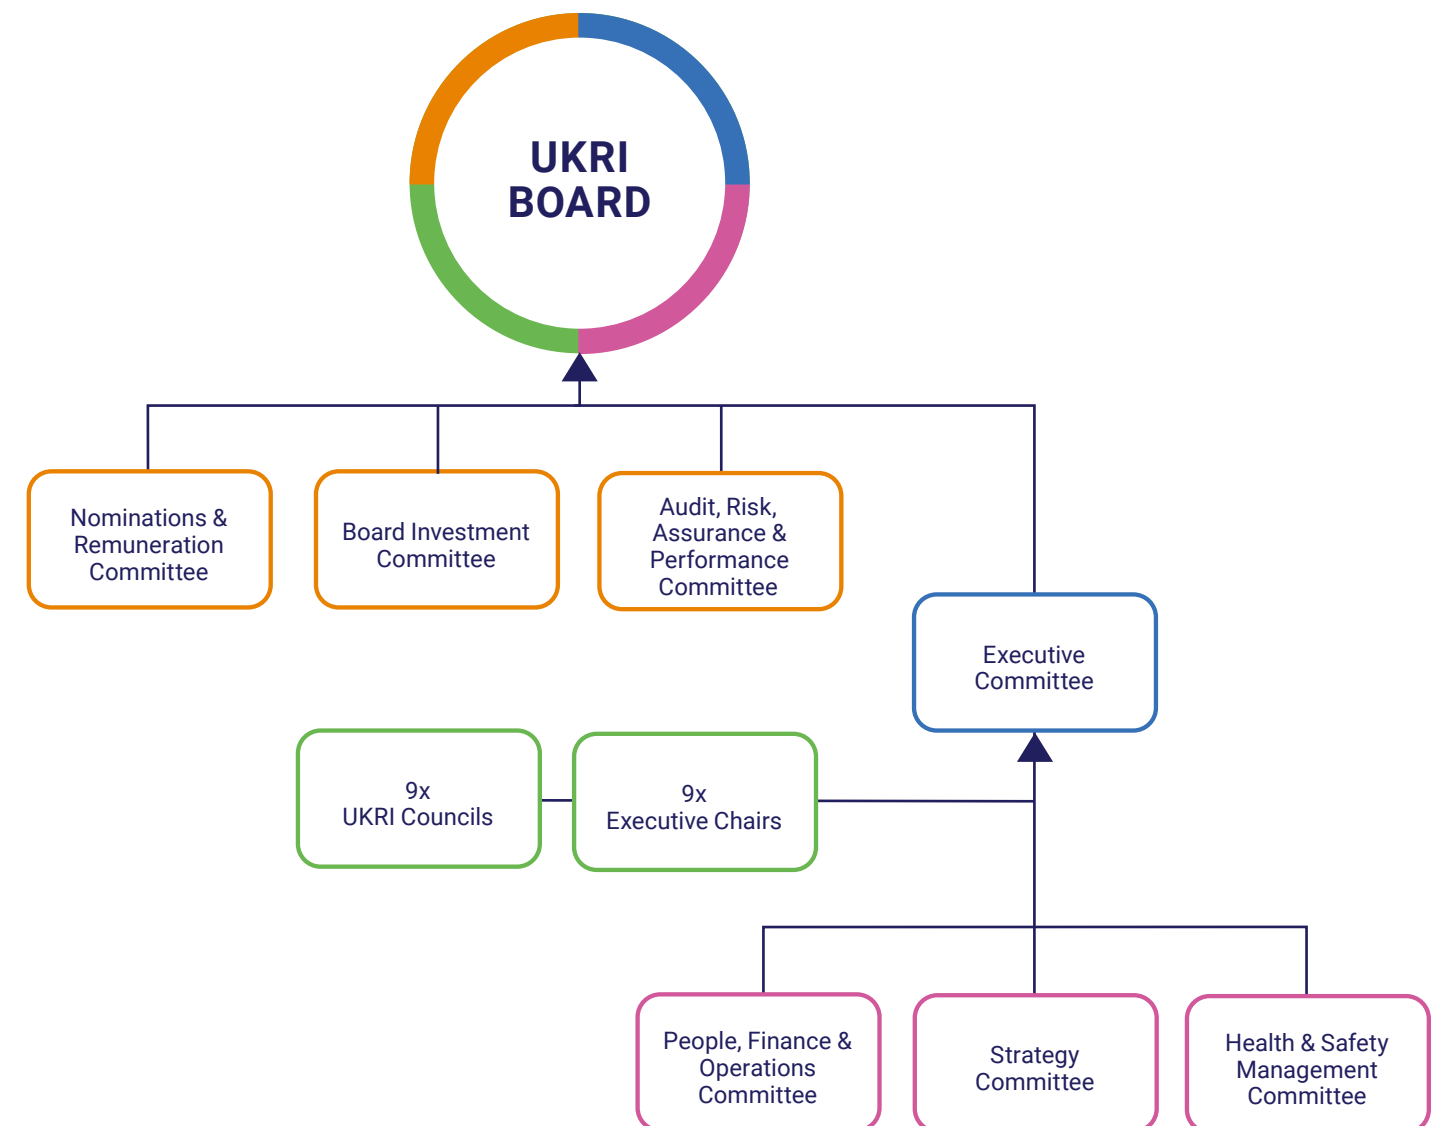 UKRI
BOARD
Nominations &
Remuneration
Committee
Board Investment
Committee
Audit, Risk,
Assurance &
Performance
Committee
Executive
Committee
9x
UKRI Councils
9x
Executive Chairs
People, Finance &
Operations
Committee
Strategy
Committee
Health & Safety
Management
Committee